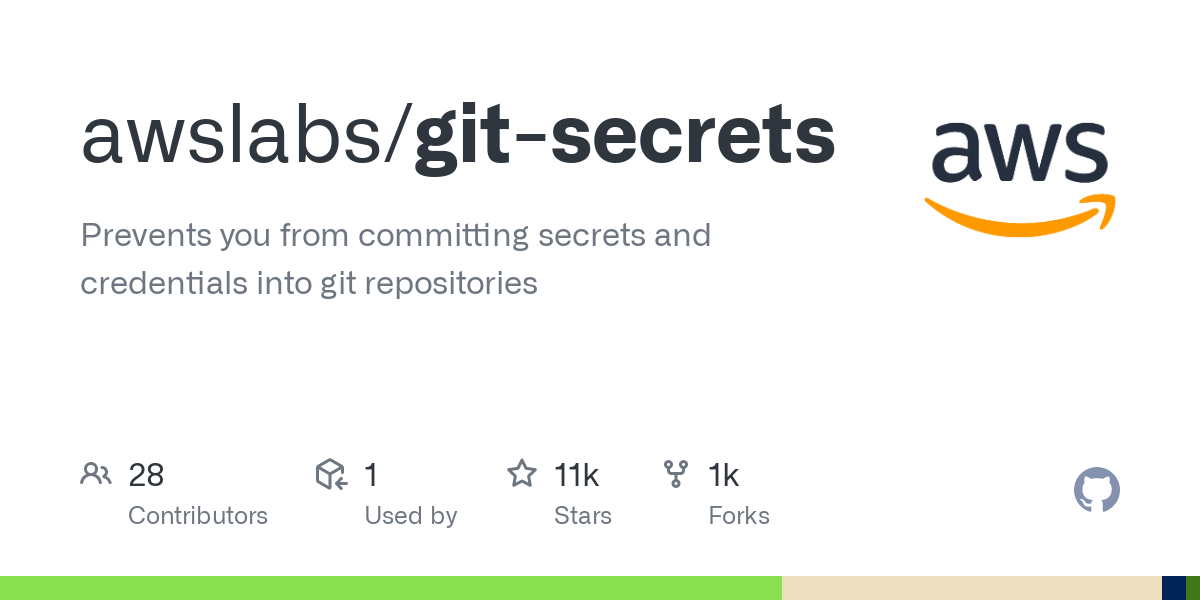 awslabs/git-secrets
aws
Prevents you from committing secrets and
credentials into git repositories
28
Contributors
1
Used by
11k
Stars
1k
Forks